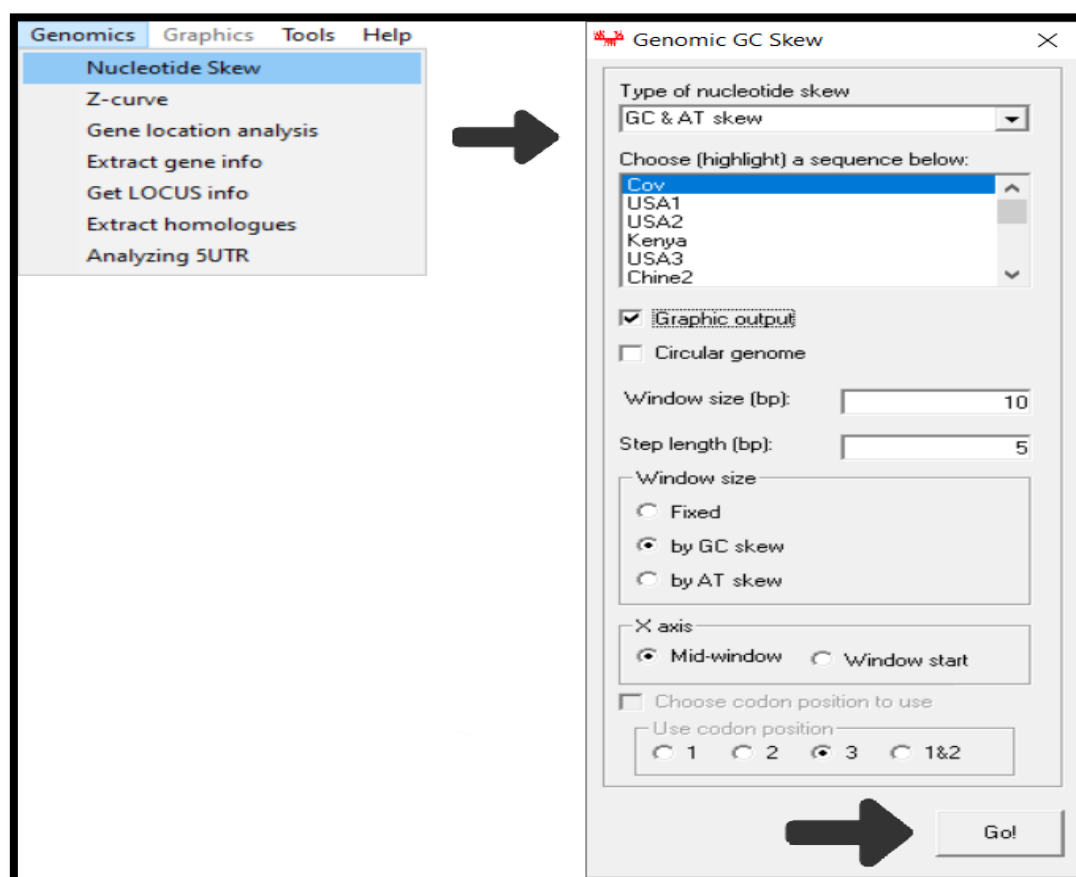 Genomics Graphics Tools Help
Nucleotide Skew
Z-curve
Gene location analysis
Extract gene info
Get LOCUS info
Extract homologues
Analyzing 5UTR
Genomic GC Skew
Type of nucleotide skew
GC & AT skew
Choose (highlight) a sequence below:
Cov
USA1
USA2
Kenya
USA3
Chine2
Graphic output
Circular genome
Window size (bp): 10
Step length (bp): 5
Window size
Fixed
by GC skew
by AT skew
X axis
Mid-window Window start
Choose codon position to use
Use codon position
1 2 3 1&2
Go!